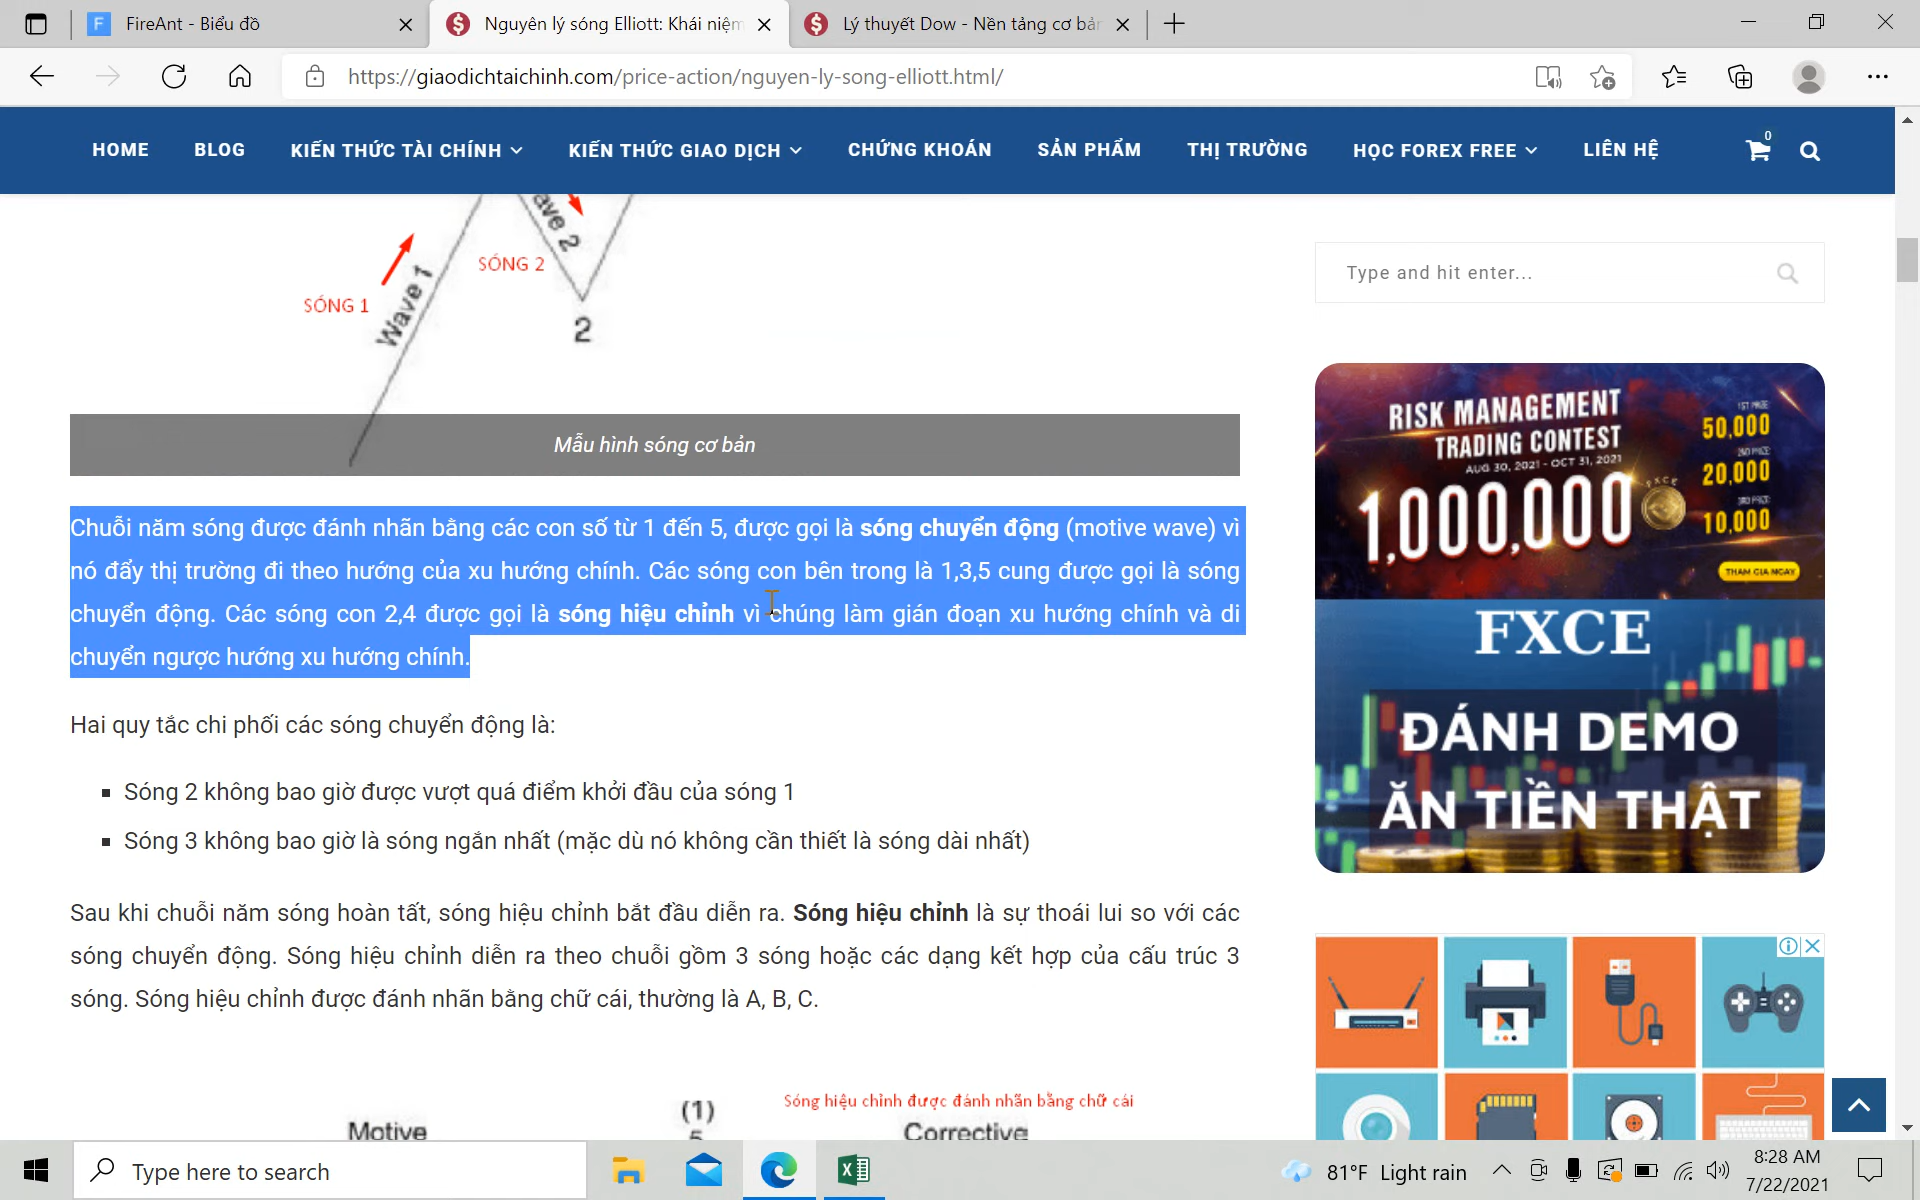 FireAnt - Biểu đồ
Nguyên lý sóng Elliott: Khái niệm
Lý thuyết Dow - Nền tảng cơ bản
https://giaodichtaichinh.com/price-action/nguyen-ly-song-elliott.html/
HOME BLOG KIẾN THỨC TÀI CHÍNH KIẾN THỨC GIAO DỊCH CHỨNG KHOÁN SẢN PHẨM THỊ TRƯỜNG HỌC FOREX FREE LIÊN HỆ 0
ave 2
SÓNG 2
Wave 1
SÓNG 1
2
Mẫu hình sóng cơ bản
Chuỗi năm sóng được đánh nhãn bằng các con số từ 1 đến 5, được gọi là sóng chuyển động (motive wave) vì
nó đẩy thị trường đi theo hướng của xu hướng chính. Các sóng con bên trong là 1,3,5 cung được gọi là sóng
chuyển động. Các sóng con 2,4 được gọi là sóng hiệu chỉnh vì chúng làm gián đoạn xu hướng chính và di
chuyển ngược hướng xu hướng chính.
Hai quy tắc chi phối các sóng chuyển động là:
Sóng 2 không bao giờ được vượt quá điểm khởi đầu của sóng 1
Sóng 3 không bao giờ là sóng ngắn nhất (mặc dù nó không cần thiết là sóng dài nhất)
Sau khi chuỗi năm sóng hoàn tất, sóng hiệu chỉnh bắt đầu diễn ra. Sóng hiệu chỉnh là sự thoái lui so với các
sóng chuyển động. Sóng hiệu chỉnh diễn ra theo chuỗi gồm 3 sóng hoặc các dạng kết hợp của cấu trúc 3
sóng. Sóng hiệu chỉnh được đánh nhãn bằng chữ cái, thường là A, B, C.
Sóng hiệu chỉnh được đánh nhãn bằng chữ cái
(1)
5
Motive
Corrective
Type and hit enter...
RISK MANAGEMENT
TRADING CONTEST
AUG 30, 2021 - OCT 31, 2021
1,000,000
FXCE
1ST PRIZE:
50,000
2ND PRIZE:
20,000
3RD PRIZE:
10,000
THAM GIA NGAY
FXCE
ĐÁNH DEMO
ĂN TIỀN THẬT
Type here to search
81°F Light rain
8:28 AM
7/22/2021